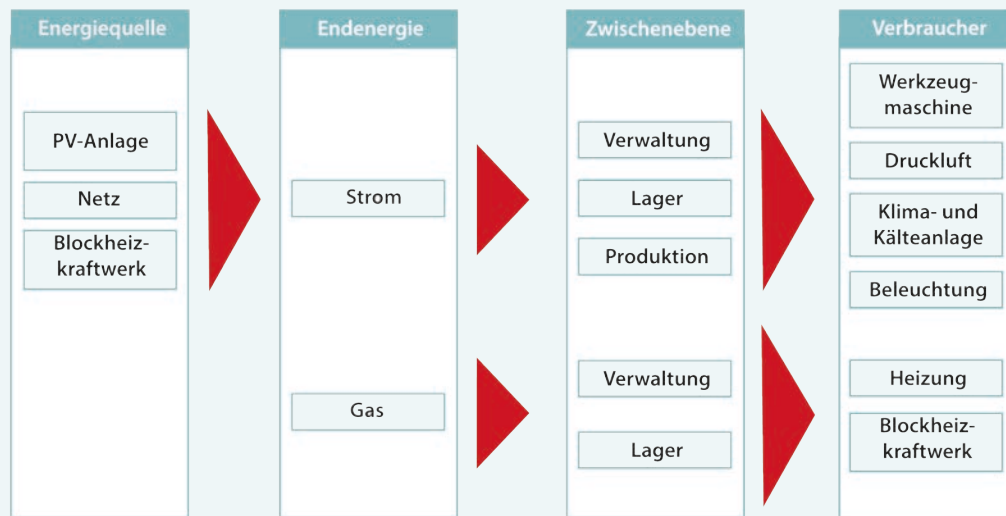 Energiequelle
PV-Anlage
Netz
Blockheiz-
kraftwerk
Endenergie
Strom
Gas
Zwischenebene
Verwaltung
Lager
Produktion
Verwaltung
Lager
Verbraucher
Werkzeug-
maschine
Druckluft
Klima- und
Kälteanlage
Beleuchtung
Heizung
Blockheiz-
kraftwerk